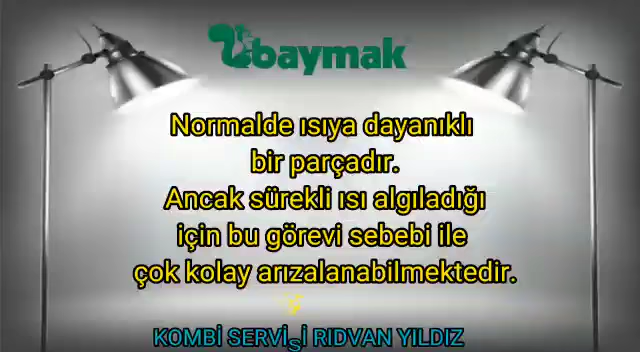 baymak
Normalde ısıya dayanıklı
bir parçadır.
Ancak sürekli ısı algıladığı
için bu görevi sebebi ile
çok kolay arızalanabilmektedir.
KOMBİ SERVİSİ RIDVAN YILDIZ